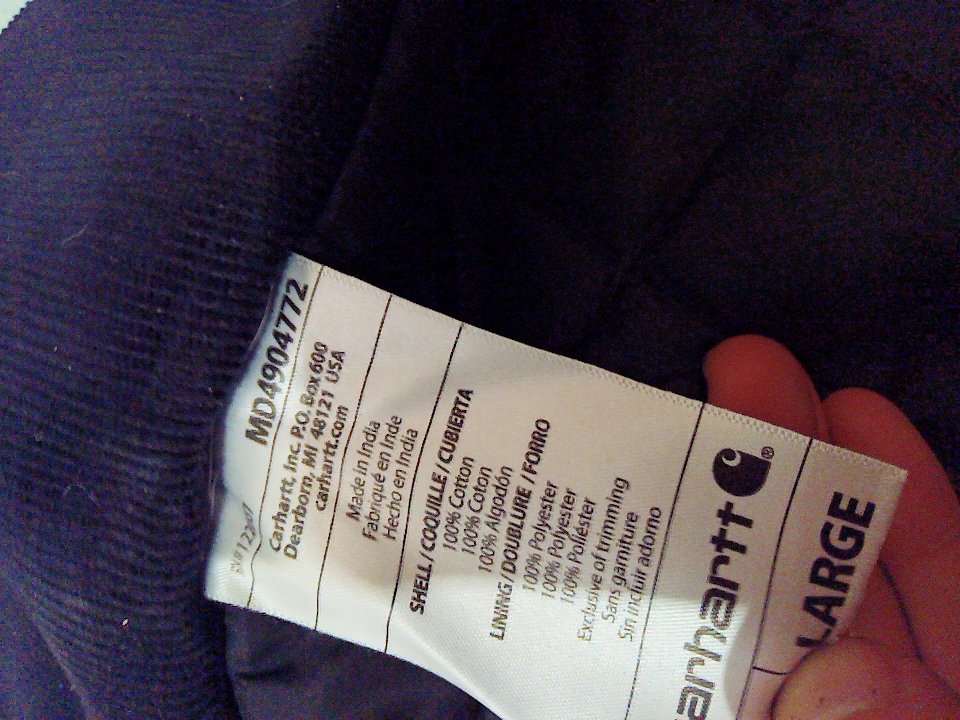 MD4904772
Carhartt, Inc. P.O. Box 600
Dearborn, MI 48121 USA
carhartt.com
Made in India
Fabriqué en Inde
Hecho en India
SHELL / COQUILLE / CUBIERTA
100% Cotton
100% Coton
100% Algodón
LINING / DOUBLURE / FORRO
100% Polyester
100% Polyester
100% Poliéster
Exclusive of trimming
Sans garniture
Sin incluir adorno
arhartt ®
LARGE